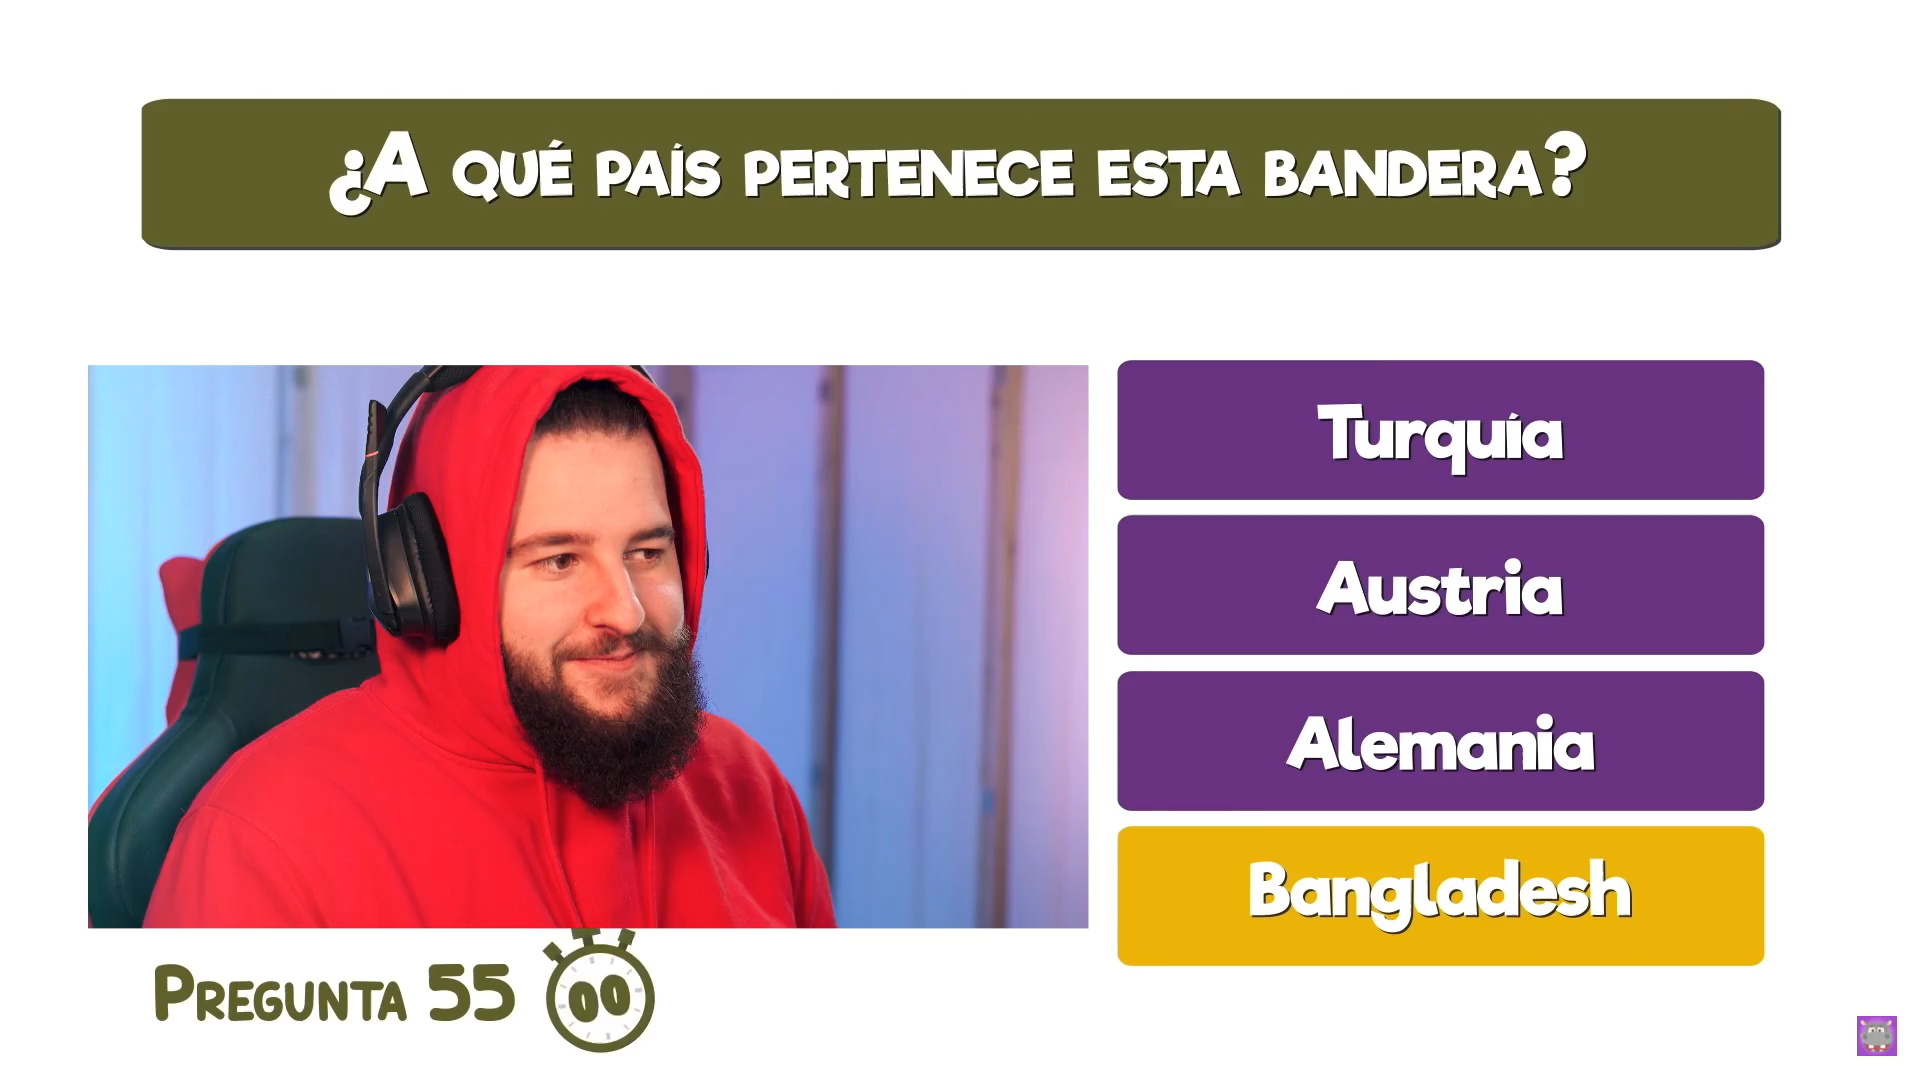 ¿A QUÉ PAÍS PERTENECE ESTA BANDERA?
Turquía
Austria
Alemania
Bangladesh
PREGUNTA 55
00